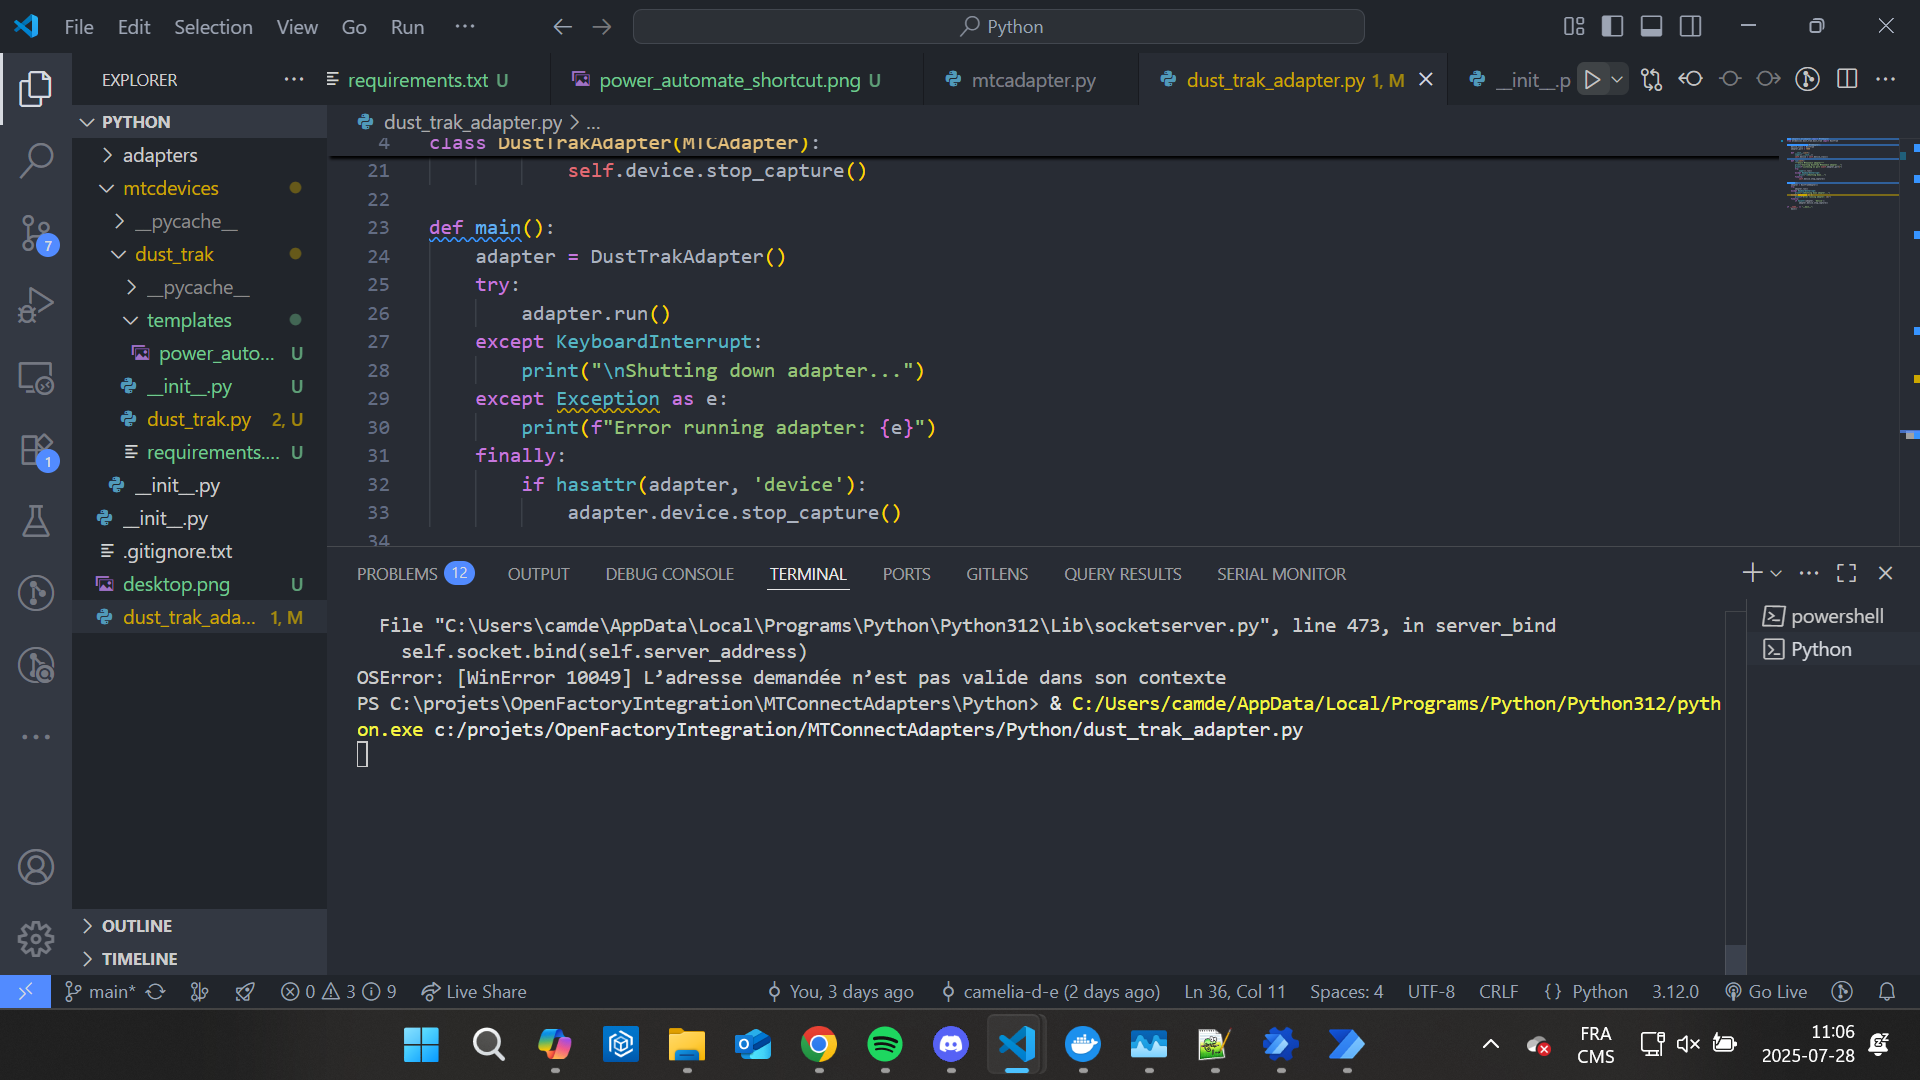 File Edit Selection View Go Run ···
Python
EXPLORER ···
requirements.txt U
power_automate_shortcut.png U
mtcadapter.py
dust_trak_adapter.py 1, M
__init__.p
PYTHON
adapters
mtcdevices
__pycache__
dust_trak
__pycache__
templates
power_auto... U
__init__.py U
dust_trak.py 2, U
requirements.... U
__init__.py
__init__.py
.gitignore.txt
desktop.png U
dust_trak_ada... 1, M
OUTLINE
TIMELINE
dust_trak_adapter.py > ...
4 class DustTrakAdapter(MTCAdapter):
21 self.device.stop_capture()
22
23 def main():
24 adapter = DustTrakAdapter()
25 try:
26 adapter.run()
27 except KeyboardInterrupt:
28 print("\nShutting down adapter...")
29 except Exception as e:
30 print(f"Error running adapter: {e}")
31 finally:
32 if hasattr(adapter, 'device'):
33 adapter.device.stop_capture()
34
PROBLEMS 12 OUTPUT DEBUG CONSOLE TERMINAL PORTS GITLENS QUERY RESULTS SERIAL MONITOR
File "C:\Users\camde\AppData\Local\Programs\Python\Python312\Lib\socketserver.py", line 473, in server_bind
self.socket.bind(self.server_address)
OSError: [WinError 10049] L’adresse demandée n’est pas valide dans son contexte
PS C:\projets\OpenFactoryIntegration\MTConnectAdapters\Python> & C:/Users/camde/AppData/Local/Programs/Python/Python312/pyth
on.exe c:/projets/OpenFactoryIntegration/MTConnectAdapters/Python/dust_trak_adapter.py
powershell
Python
7
1
main* 0 3 9 Live Share You, 3 days ago camelia-d-e (2 days ago) Ln 36, Col 11 Spaces: 4 UTF-8 CRLF {} Python 3.12.0 Go Live
FRA
CMS
11:06
2025-07-28